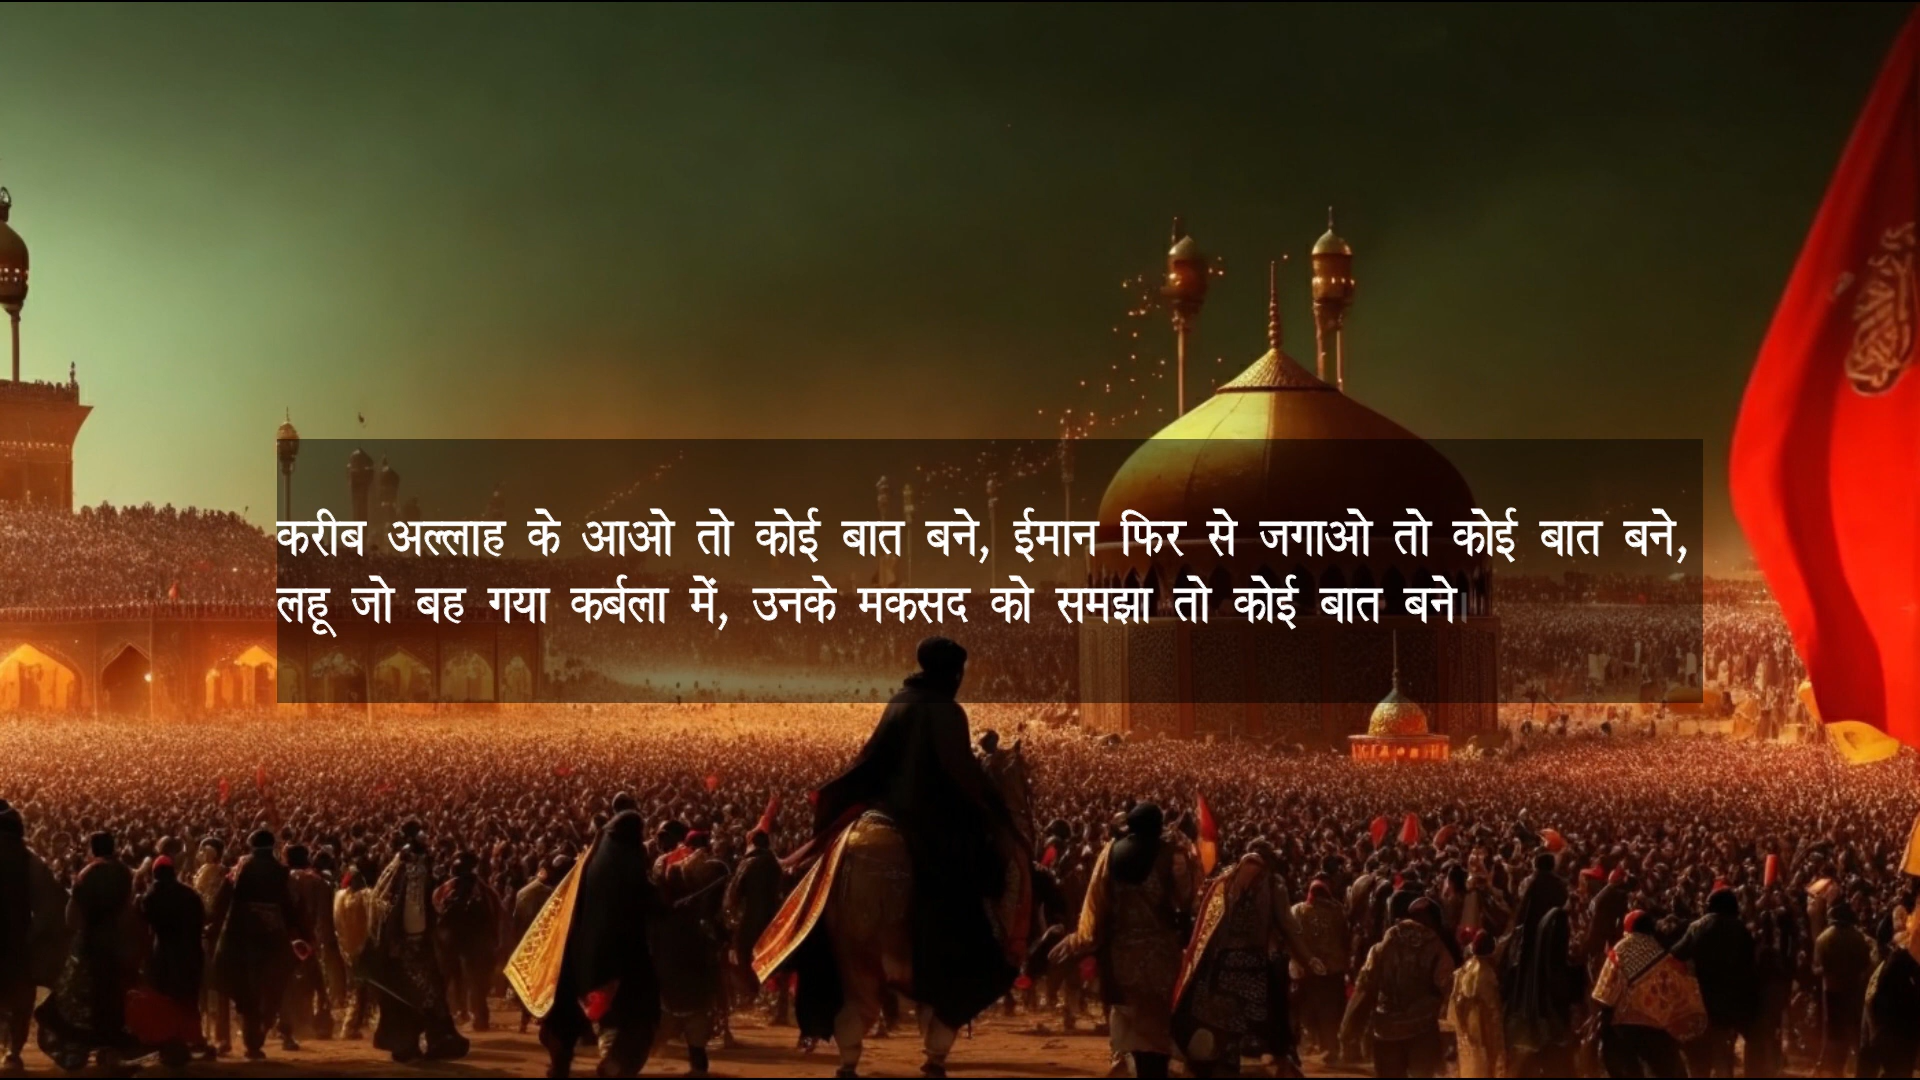 करीब अल्लाह के आओ तो कोई बात बने, ईमान फिर से जगाओ तो कोई बात बने,
लहू जो बह गया कर्बला में, उनके मकसद को समझा तो कोई बात बने